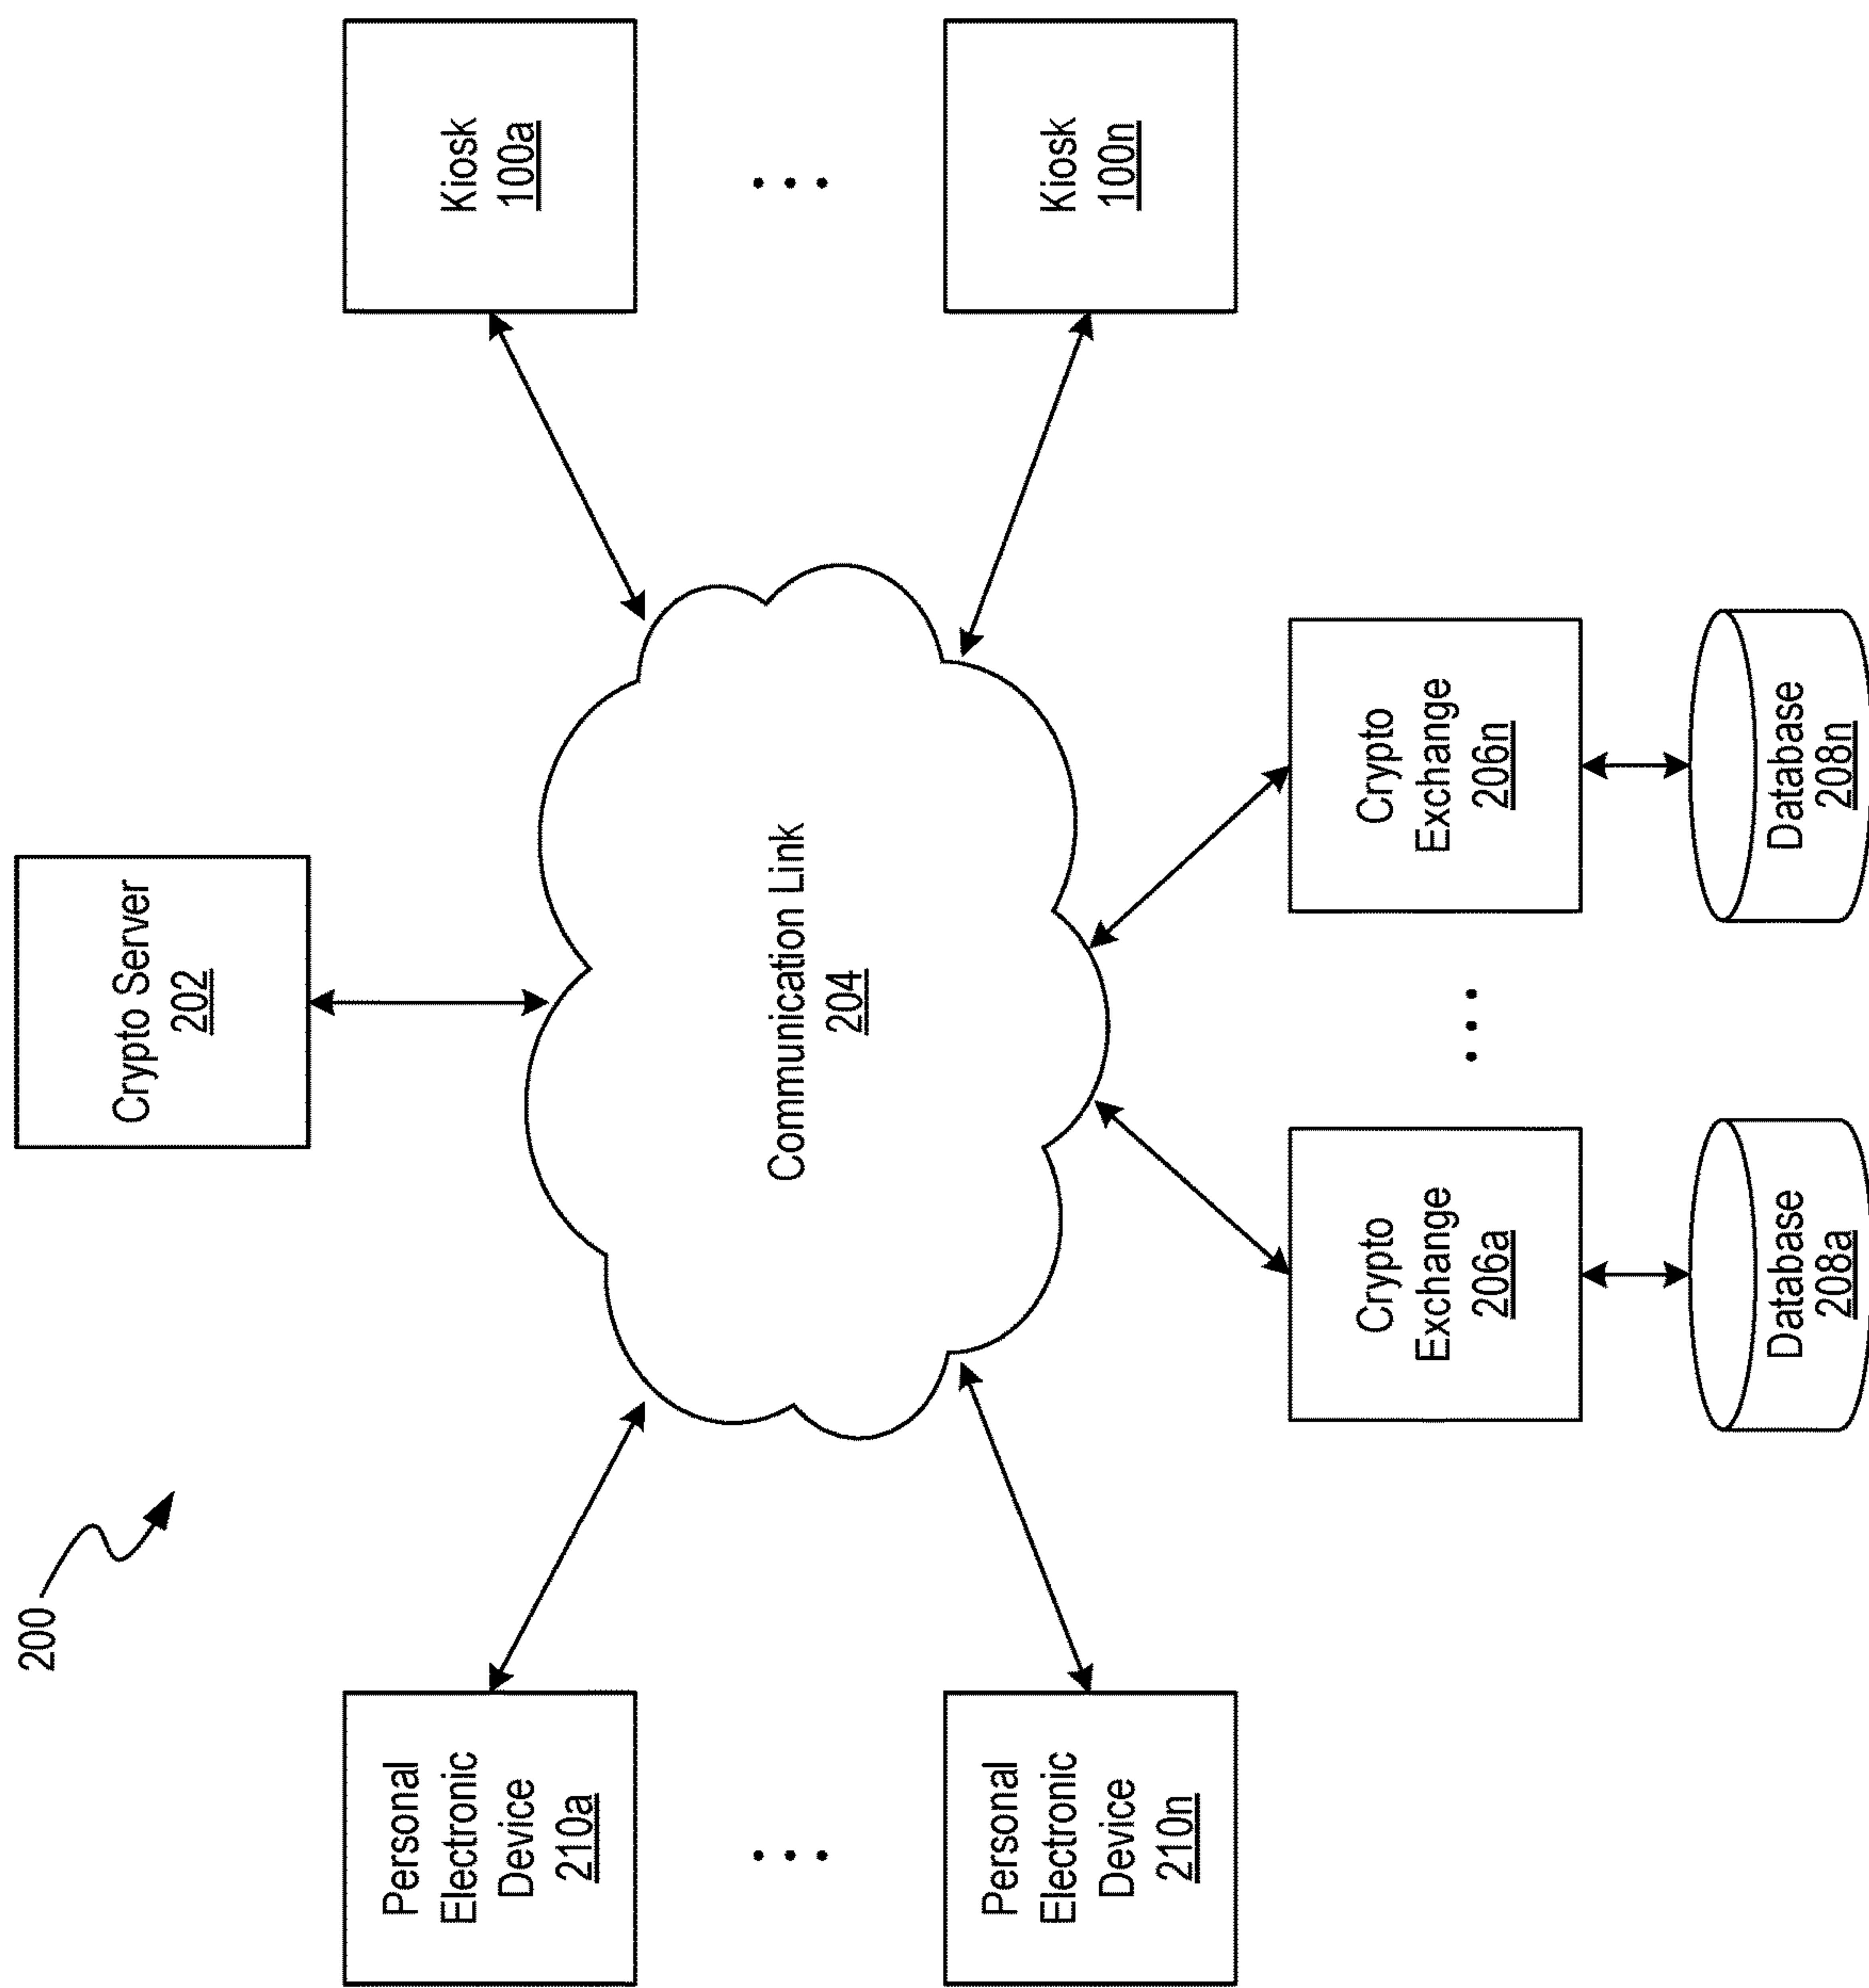 200
Crypto Server
202
Personal
Electronic
Device
210a
Personal
Electronic
Device
210n
Communication Link
204
Kiosk
100a
Kiosk
100n
Crypto
Exchange
206a
Crypto
Exchange
206n
Database
208a
Database
208n